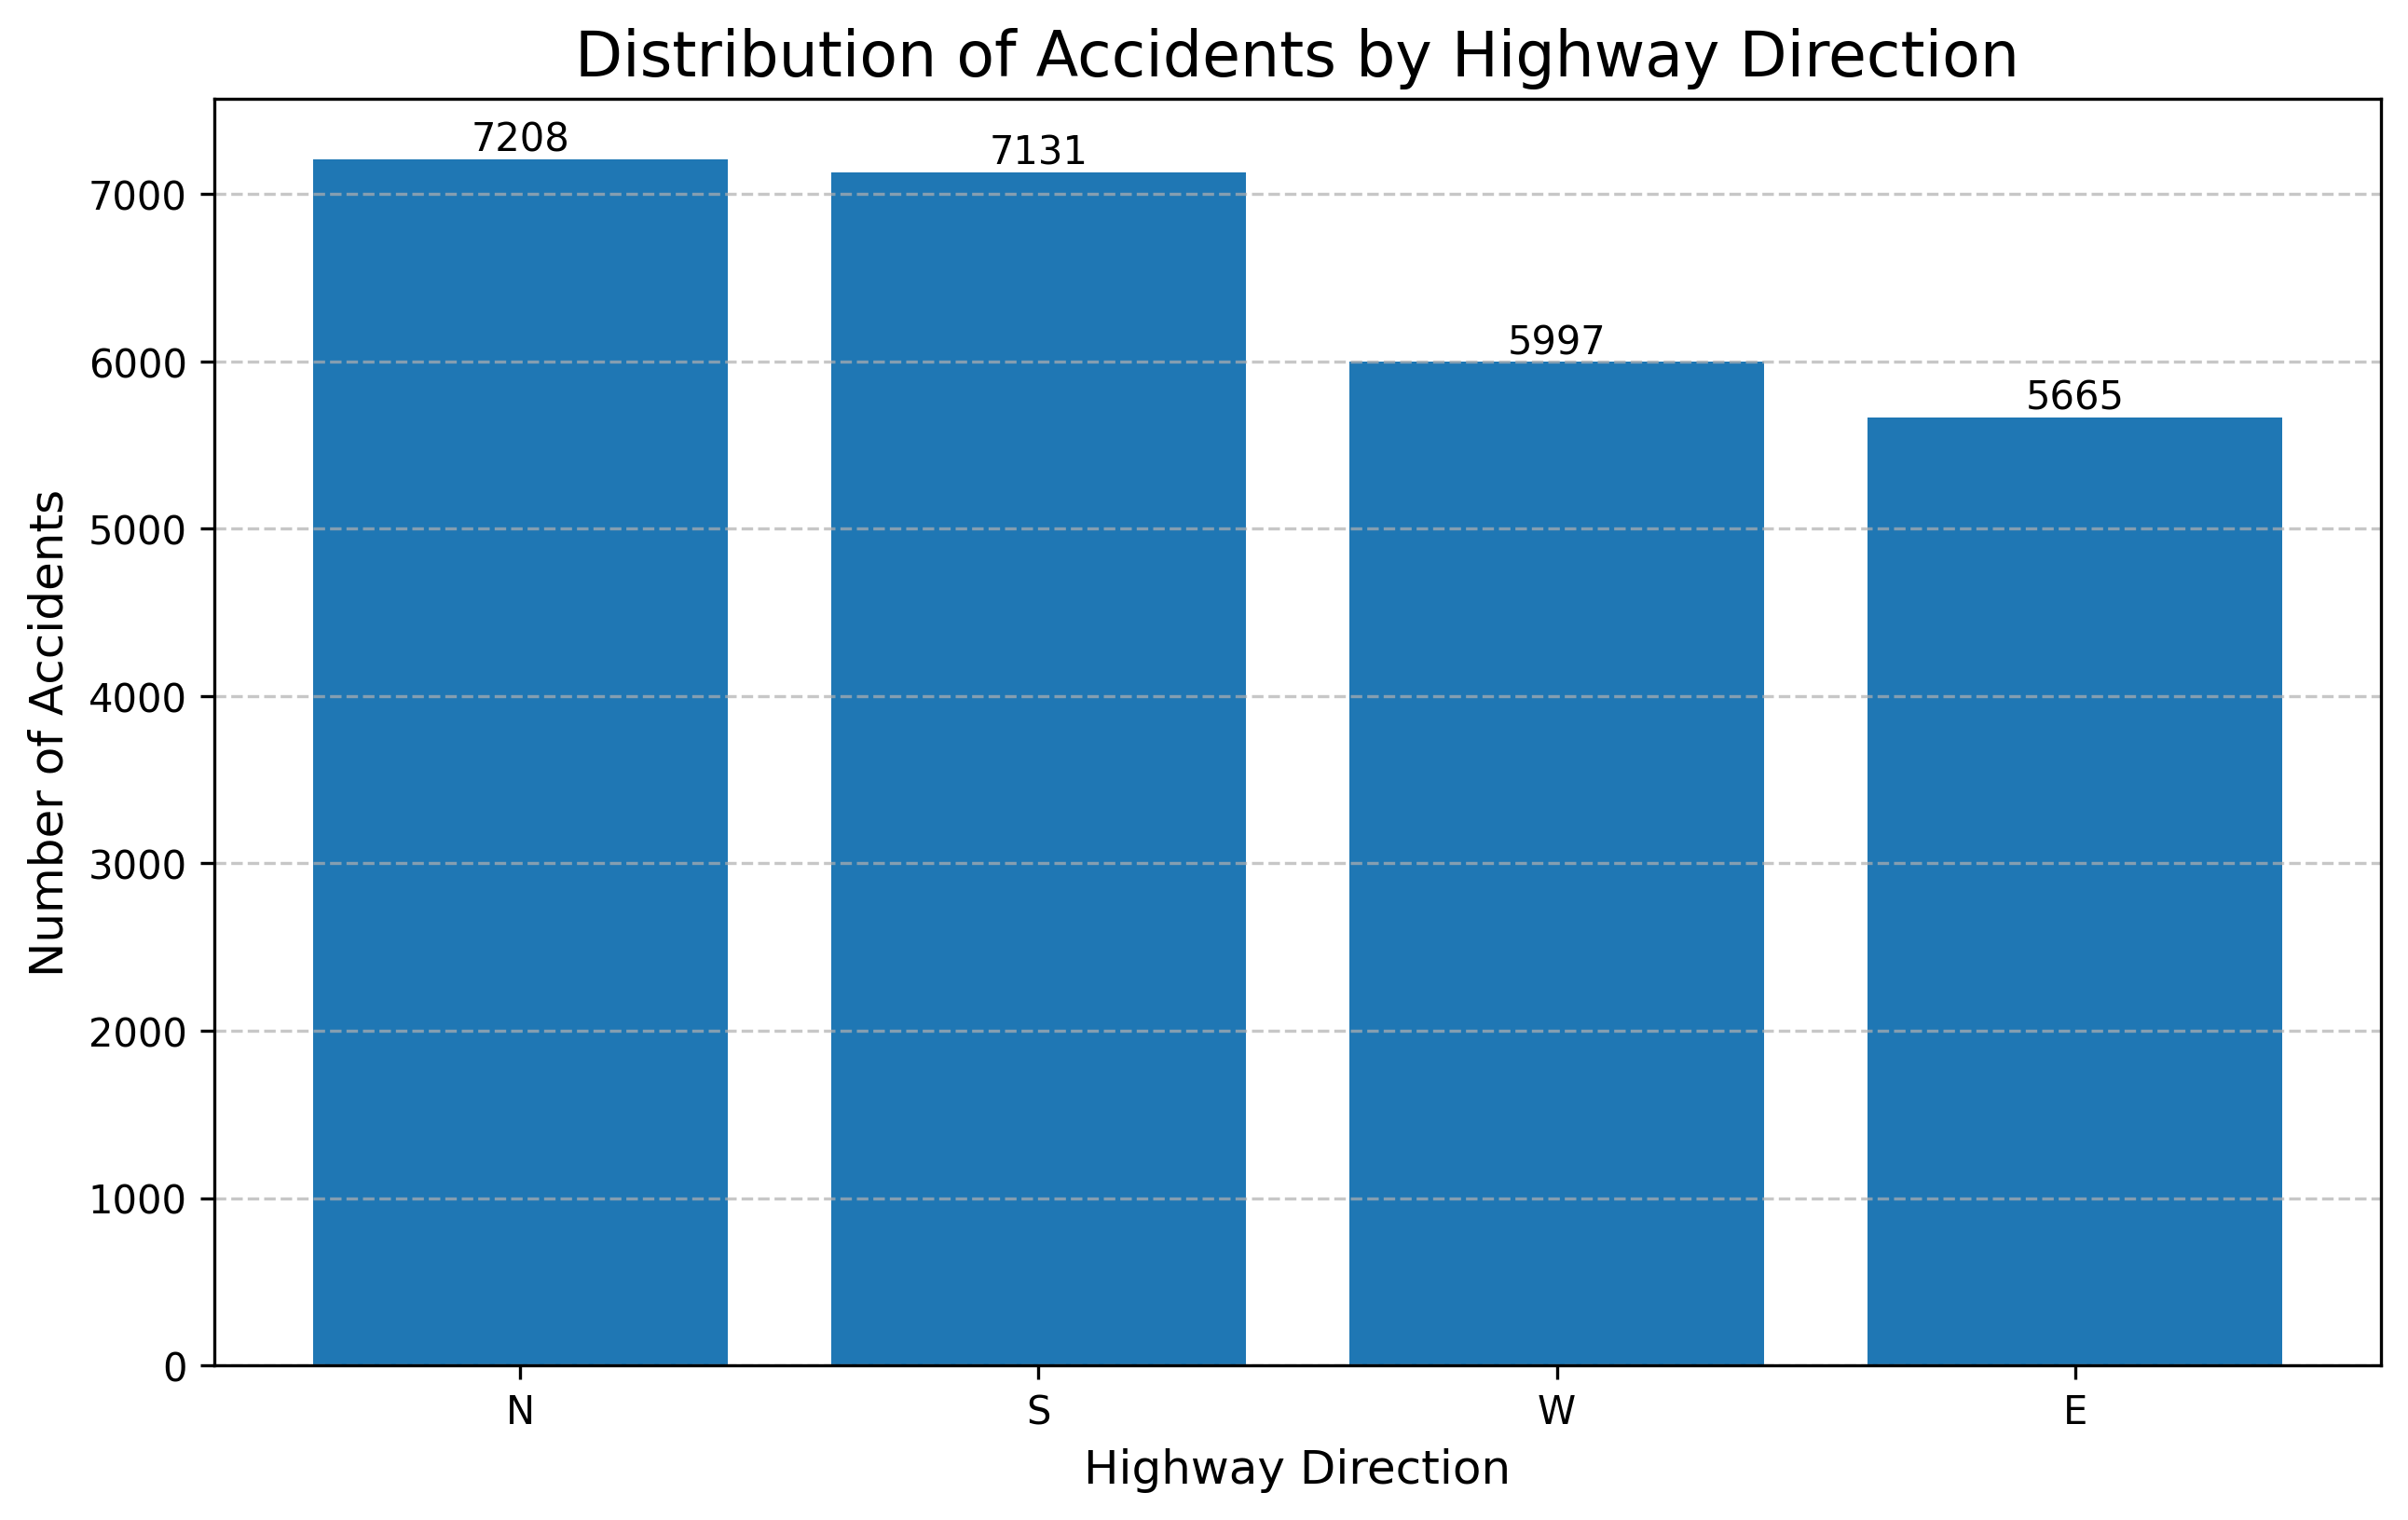 Distribution of Accidents by Highway Direction
7208
7131
5997
5665
7000
6000
5000
4000
3000
2000
1000
0
Number of Accidents
N
S
W
E
Highway Direction